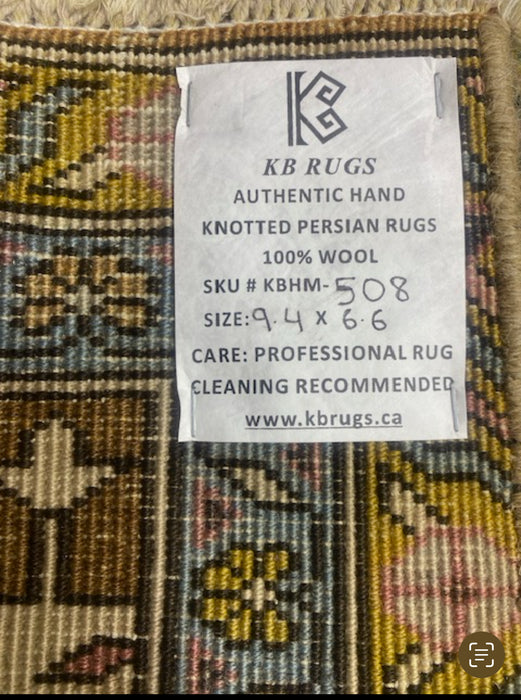 KB
KB RUGS
AUTHENTIC HAND
KNOTTED PERSIAN RUGS
100% WOOL
SKU # KBHM-508
SIZE:9.4 x 6.6
CARE: PROFESSIONAL RUG
CLEANING RECOMMENDED
www.kbrugs.ca